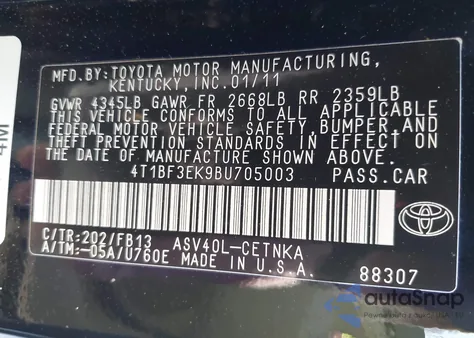 MFD.BY:TOYOTA MOTOR MANUFACTURING,
KENTUCKY,INC.01/11
GVWR 4345LB GAWR FR 2668LB RR 2359LB
THIS VEHICLE CONFORMS TO ALL APPLICABLE
FEDERAL MOTOR VEHICLE SAFETY,BUMPER,AND
THEFT PREVENTION STANDARDS IN EFFECT ON
THE DATE OF MANUFACTURE SHOWN ABOVE.
4T1BF3EK9BU705003 PASS.CAR
C/TR:202/FB13 ASV40L-CETNKA
A/TM:-05A/U760E MADE IN U.S.A. 88307
4M
autoSnap